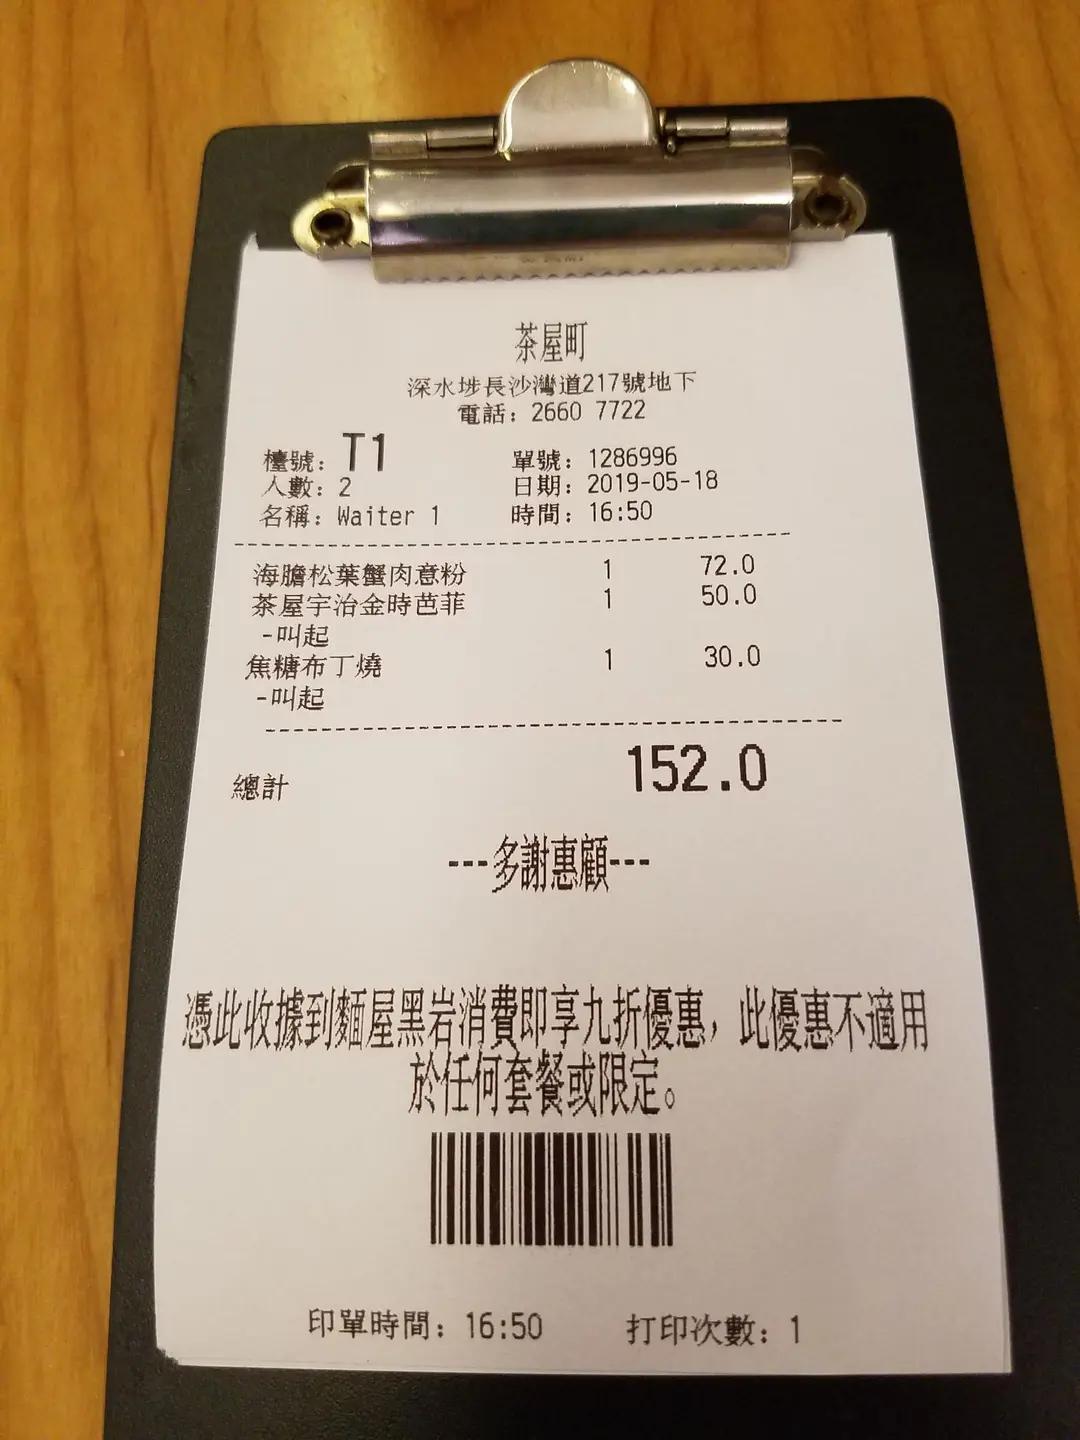 茶屋町
深水埗長沙灣道217號地下
電話: 2660 7722
檯號: T1 單號: 1286996
人數: 2 日期: 2019-05-18
名稱: Waiter 1 時間: 16:50
海膽松葉蟹肉意粉 1 72.0
茶屋宇治金時芭菲 1 50.0
-叫起
焦糖布丁燒 1 30.0
-叫起
總計 152.0
---多謝惠顧---
憑此收據到麵屋黑岩消費即享九折優惠，此優惠不適用
於任何套餐或限定。
印單時間: 16:50 打印次數: 1